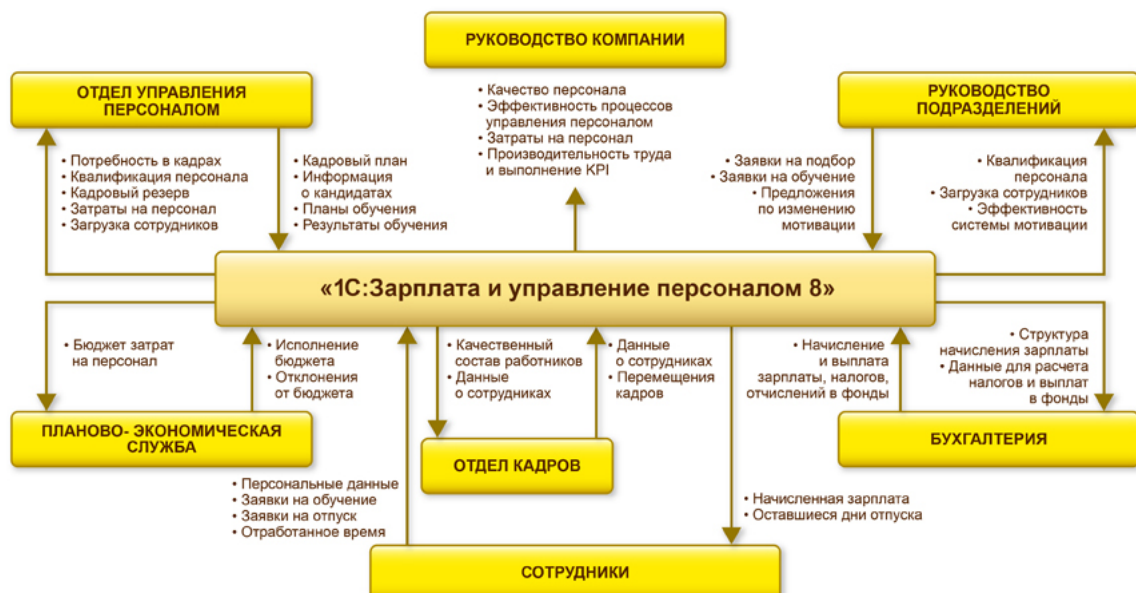 РУКОВОДСТВО КОМПАНИИ
ОТДЕЛ УПРАВЛЕНИЯ
ПЕРСОНАЛОМ
РУКОВОДСТВО
ПОДРАЗДЕЛЕНИЙ
• Качество персонала
• Эффективность процессов
управления персоналом
• Затраты на персонал
• Производительность труда
и выполнение KPI
• Потребность в кадрах
• Квалификация персонала
• Кадровый резерв
• Затраты на персонал
• Загрузка сотрудников
• Кадровый план
• Информация
о кандидатах
• Планы обучения
• Результаты обучения
• Заявки на подбор
• Заявки на обучение
• Предложения
по изменению
мотивации
• Квалификация
персонала
• Загрузка сотрудников
• Эффективность
системы мотивации
«1С:Зарплата и управление персоналом 8»
• Бюджет затрат
на персонал
• Исполнение
бюджета
• Отклонения
от бюджета
• Качественный
состав работников
• Данные
о сотрудниках
• Данные
о сотрудниках
• Перемещения
кадров
• Начисление
и выплата
зарплаты, налогов,
отчислений в фонды
• Структура
начисления зарплаты
• Данные для расчета
налогов и выплат
в фонды
ПЛАНОВО- ЭКОНОМИЧЕСКАЯ
СЛУЖБА
ОТДЕЛ КАДРОВ
БУХГАЛТЕРИЯ
• Персональные данные
• Заявки на обучение
• Заявки на отпуск
• Отработанное время
• Начисленная зарплата
• Оставшиеся дни отпуска
СОТРУДНИКИ